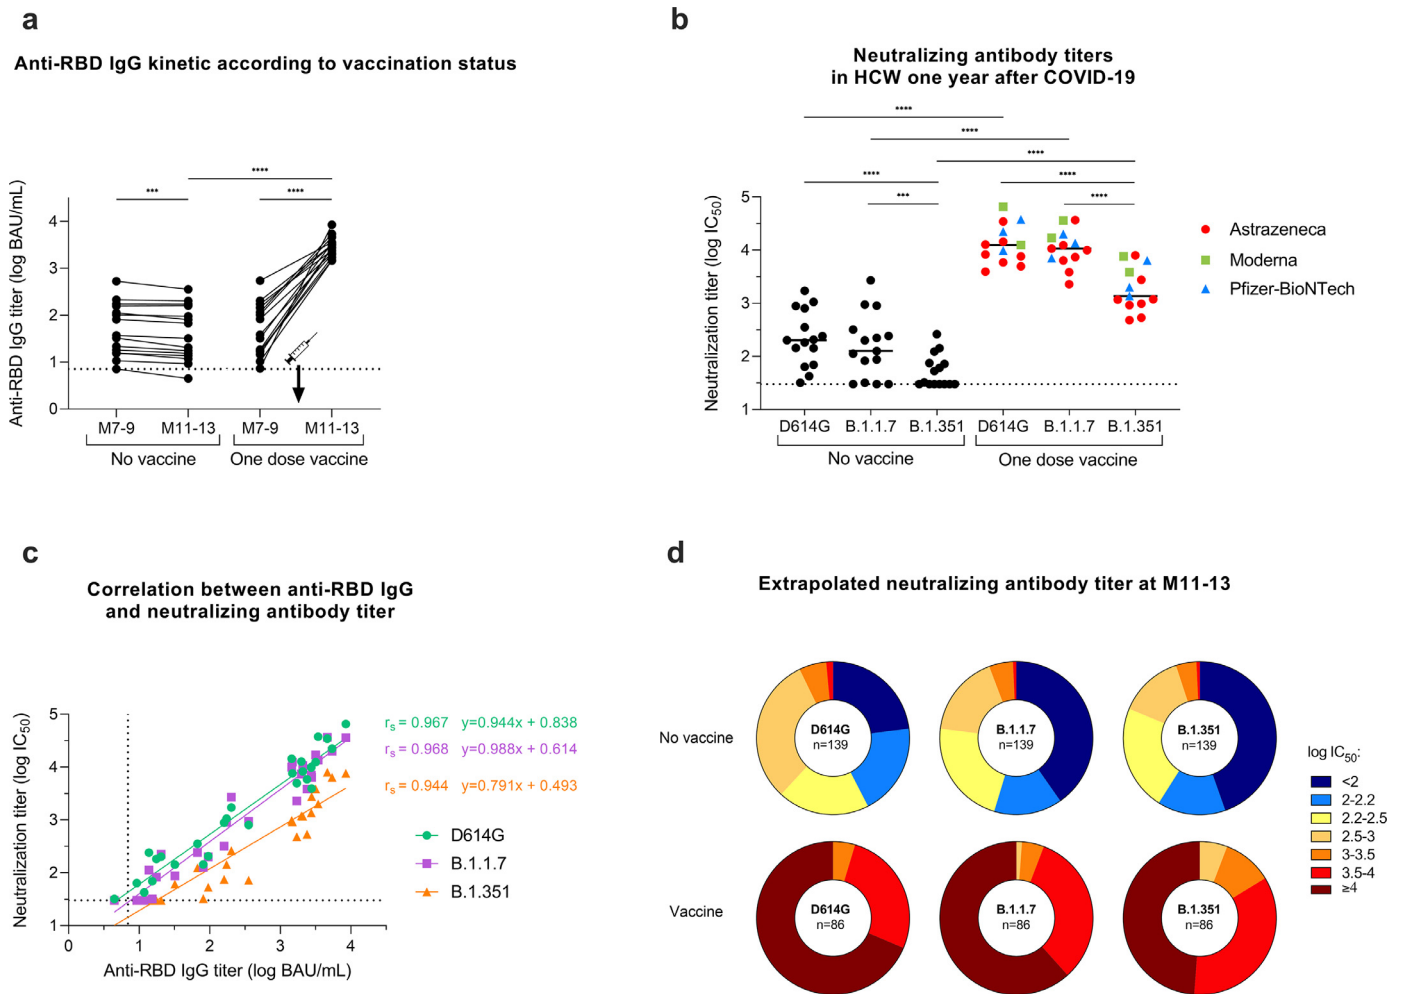 a
Anti-RBD IgG kinetic according to vaccination status
Anti-RBD IgG titer (log BAU/mL)
****
*** ****
4
3
2
1
0
M7-9 M11-13 M7-9 M11-13
No vaccine One dose vaccine
b
Neutralizing antibody titers
in HCW one year after COVID-19
****
****
****
**** ****
*** ****
Neutralization titer (log IC50)
5
4
3
2
1
D614G B.1.1.7 B.1.351 D614G B.1.1.7 B.1.351
No vaccine One dose vaccine
Astrazeneca
Moderna
Pfizer-BioNTech
c
Correlation between anti-RBD IgG
and neutralizing antibody titer
Neutralization titer (log IC50)
5
4
3
2
1
0 1 2 3 4
Anti-RBD IgG titer (log BAU/mL)
rs = 0.967 y=0.944x + 0.838
rs = 0.968 y=0.988x + 0.614
rs = 0.944 y=0.791x + 0.493
D614G
B.1.1.7
B.1.351
d
Extrapolated neutralizing antibody titer at M11-13
No vaccine
D614G
n=139
B.1.1.7
n=139
B.1.351
n=139
Vaccine
D614G
n=86
B.1.1.7
n=86
B.1.351
n=86
log IC50:
<2
2-2.2
2.2-2.5
2.5-3
3-3.5
3.5-4
≥4